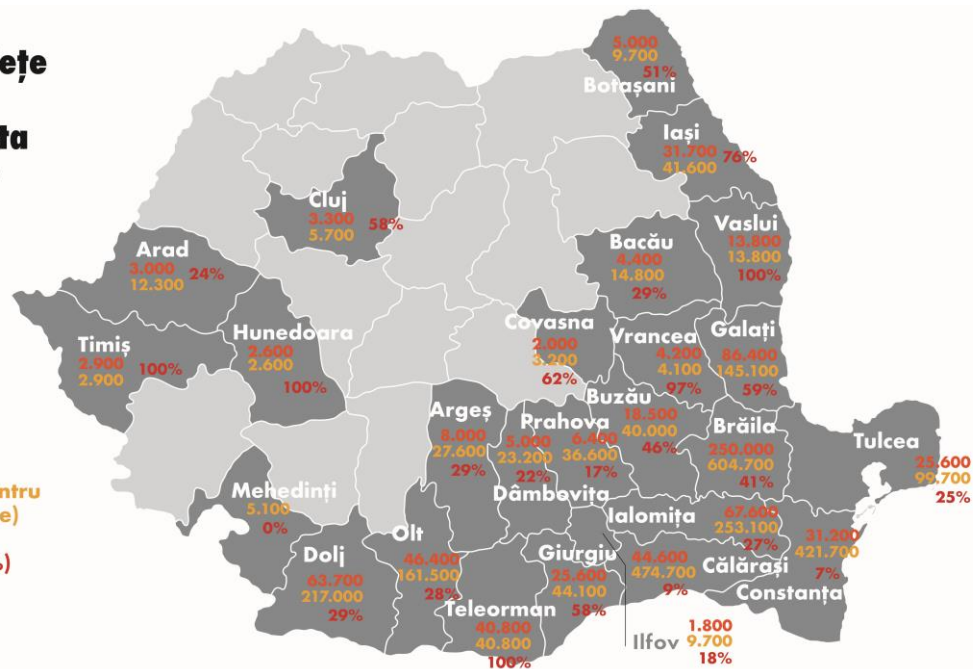 ețe
ta
ntru
e)
)
5.000
9.700
51%
Botașani
Iași
31.700 76%
41.600
Cluj
3.300 58%
5.700
Vaslui
13.800
13.800
100%
Bacău
4.400
14.800
29%
Arad
3.000 24%
12.300
Timiș
2.900 100%
2.900
Hunedoara
2.600
2.600
100%
Covasna
2.000
3.200
62%
Vrancea
4.200
4.100
97%
Galați
86.400
145.100
59%
Buzău
18.500
40.000
46%
Argeș
8.000
27.600
29%
Prahova
6.400
36.600
17%
5.000
23.200
22%
Dâmbovița
Brăila
250.000
604.700
41%
Tulcea
25.600
99.700
25%
Mehedinți
5.100
0%
Ialomița 67.600
253.100
27%
31.200
421.700
7%
Constanța
Olt
46.400
161.500
28%
Dolj
63.700
217.000
29%
Giurgiu
25.600
44.100
58%
44.600 Călărași
474.700
9%
Teleorman
40.800
40.800
100%
Ilfov 1.800
9.700
18%